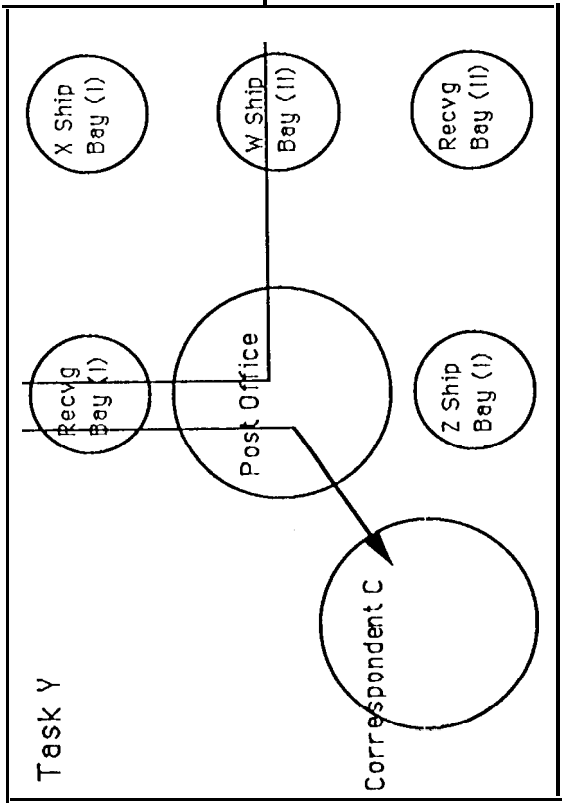 Task Y
Recvg
Bay (I)
X Ship
Bay (I)
Post Office
W Ship
Bay (II)
Correspondent C
Z Ship
Bay (I)
Recvg
Bay (II)